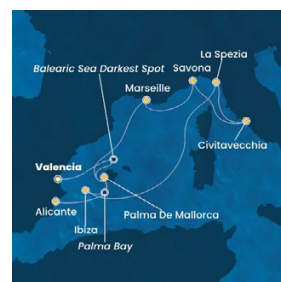 La Spezia
Savona
Balearic Sea Darkest Spot
Marseille
Civitavecchia
Valencia
Alicante
Palma De Mallorca
Ibiza
Palma Bay